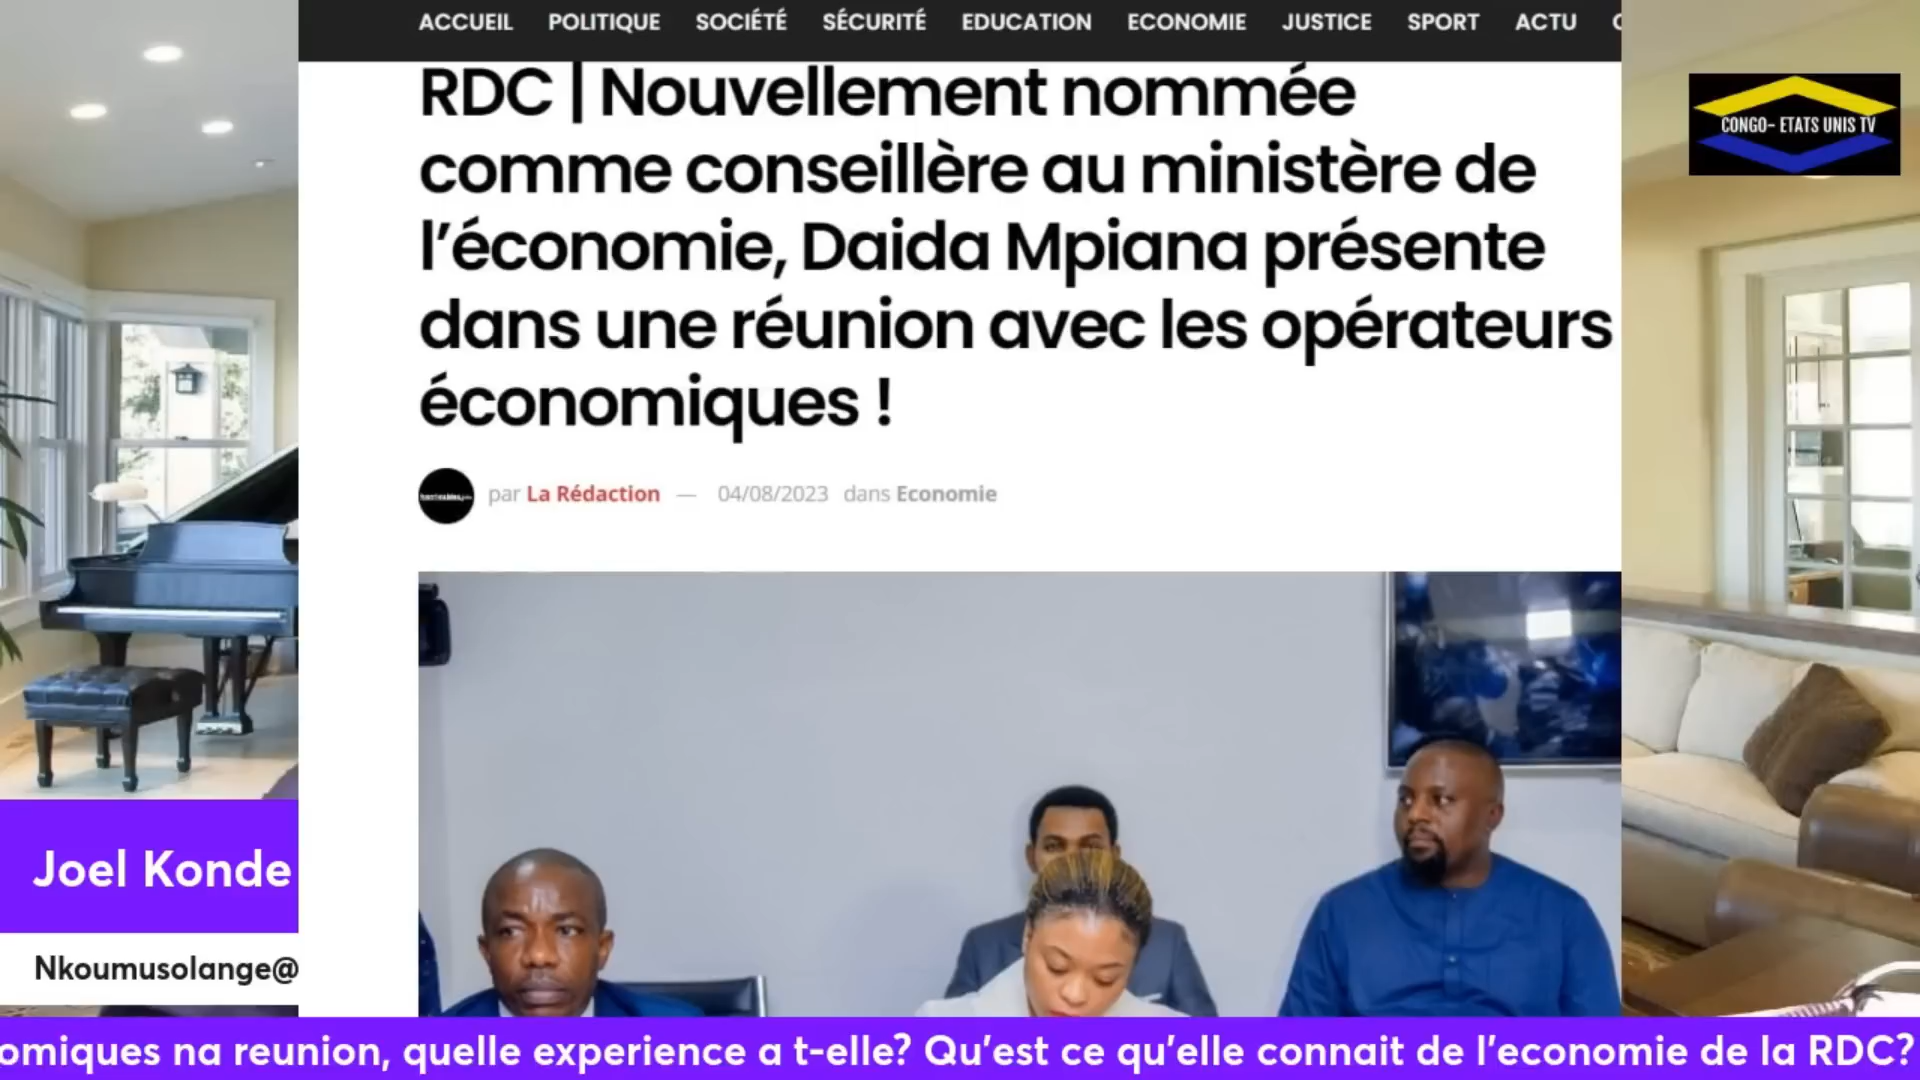 ACCUEIL POLITIQUE SOCIÉTÉ SÉCURITÉ EDUCATION ECONOMIE JUSTICE SPORT ACTU
RDC | Nouvellement nommée
comme conseillère au ministère de
l’économie, Daida Mpiana présente
dans une réunion avec les opérateurs
économiques !
par La Rédaction — 04/08/2023 dans Economie
CONGO- ETATS UNIS TV
Joel Konde
Nkoumusolange@
omiques na reunion, quelle experience a t-elle? Qu’est ce qu’elle connait de l’economie de la RDC?